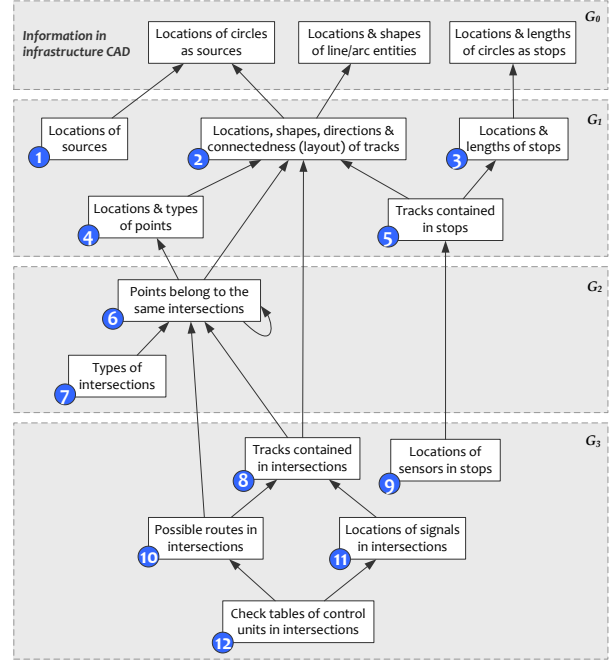 G0
Information in
infrastructure CAD
Locations of circles
as sources
Locations & shapes
of line/arc entities
Locations & lengths
of circles as stops
G1
Locations of
sources
1
Locations, shapes, directions &
connectedness (layout) of tracks
2
Locations &
lengths of stops
3
Locations & types
of points
4
Tracks contained
in stops
5
G2
Points belong to the
same intersections
6
Types of
intersections
7
G3
Tracks contained
in intersections
8
Locations of
sensors in stops
9
Possible routes in
intersections
10
Locations of signals
in intersections
11
Check tables of control
units in intersections
12